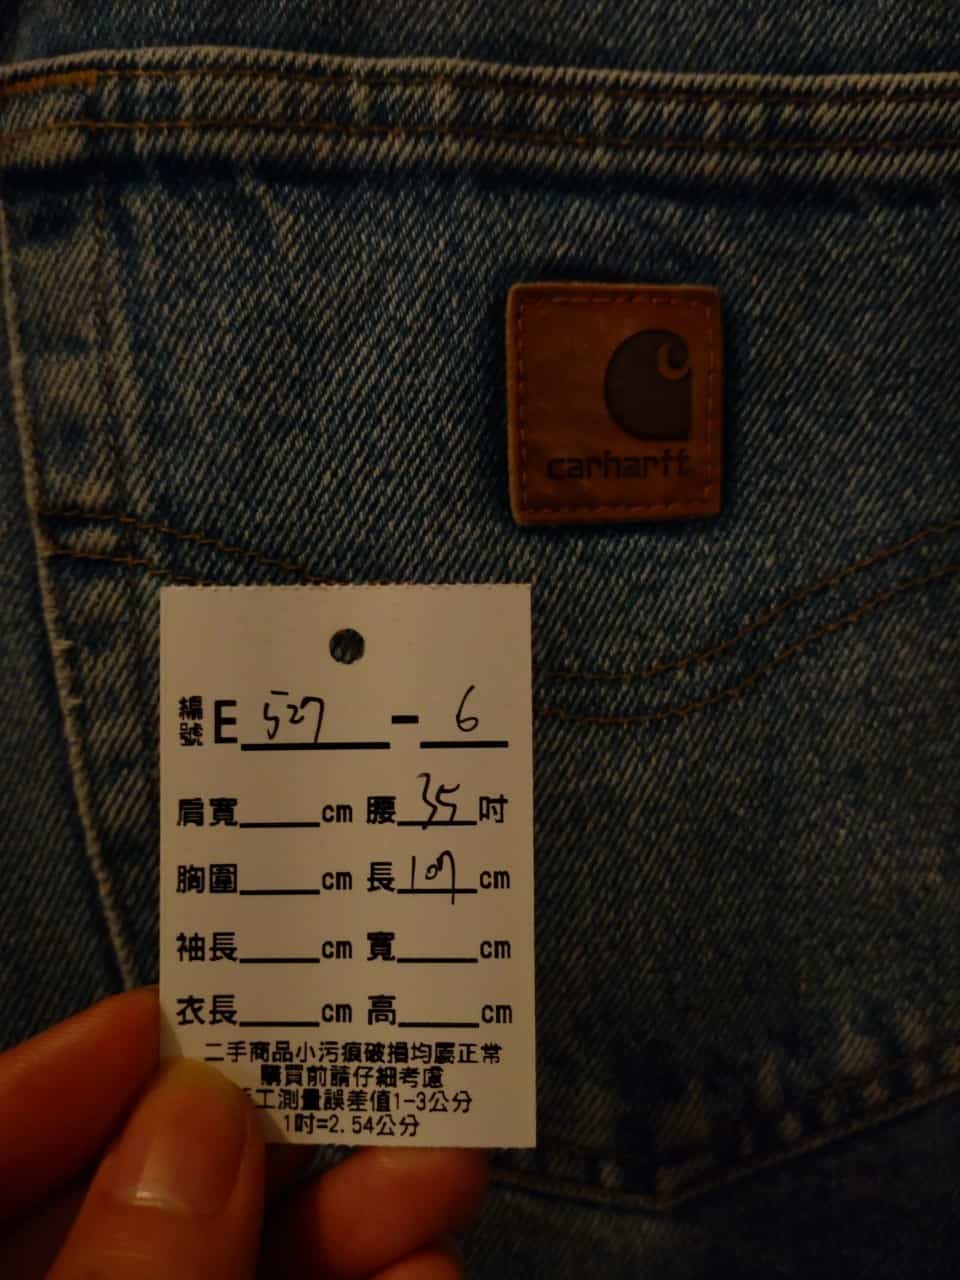 carhartt
編號 E 527 - 6
肩寬____cm 腰 35 吋
胸圍____cm 長 107 cm
袖長____cm 寬____cm
衣長____cm 高____cm
二手商品小污痕破損均屬正常
購買前請仔細考慮
手工測量誤差值1-3公分
1吋=2.54公分